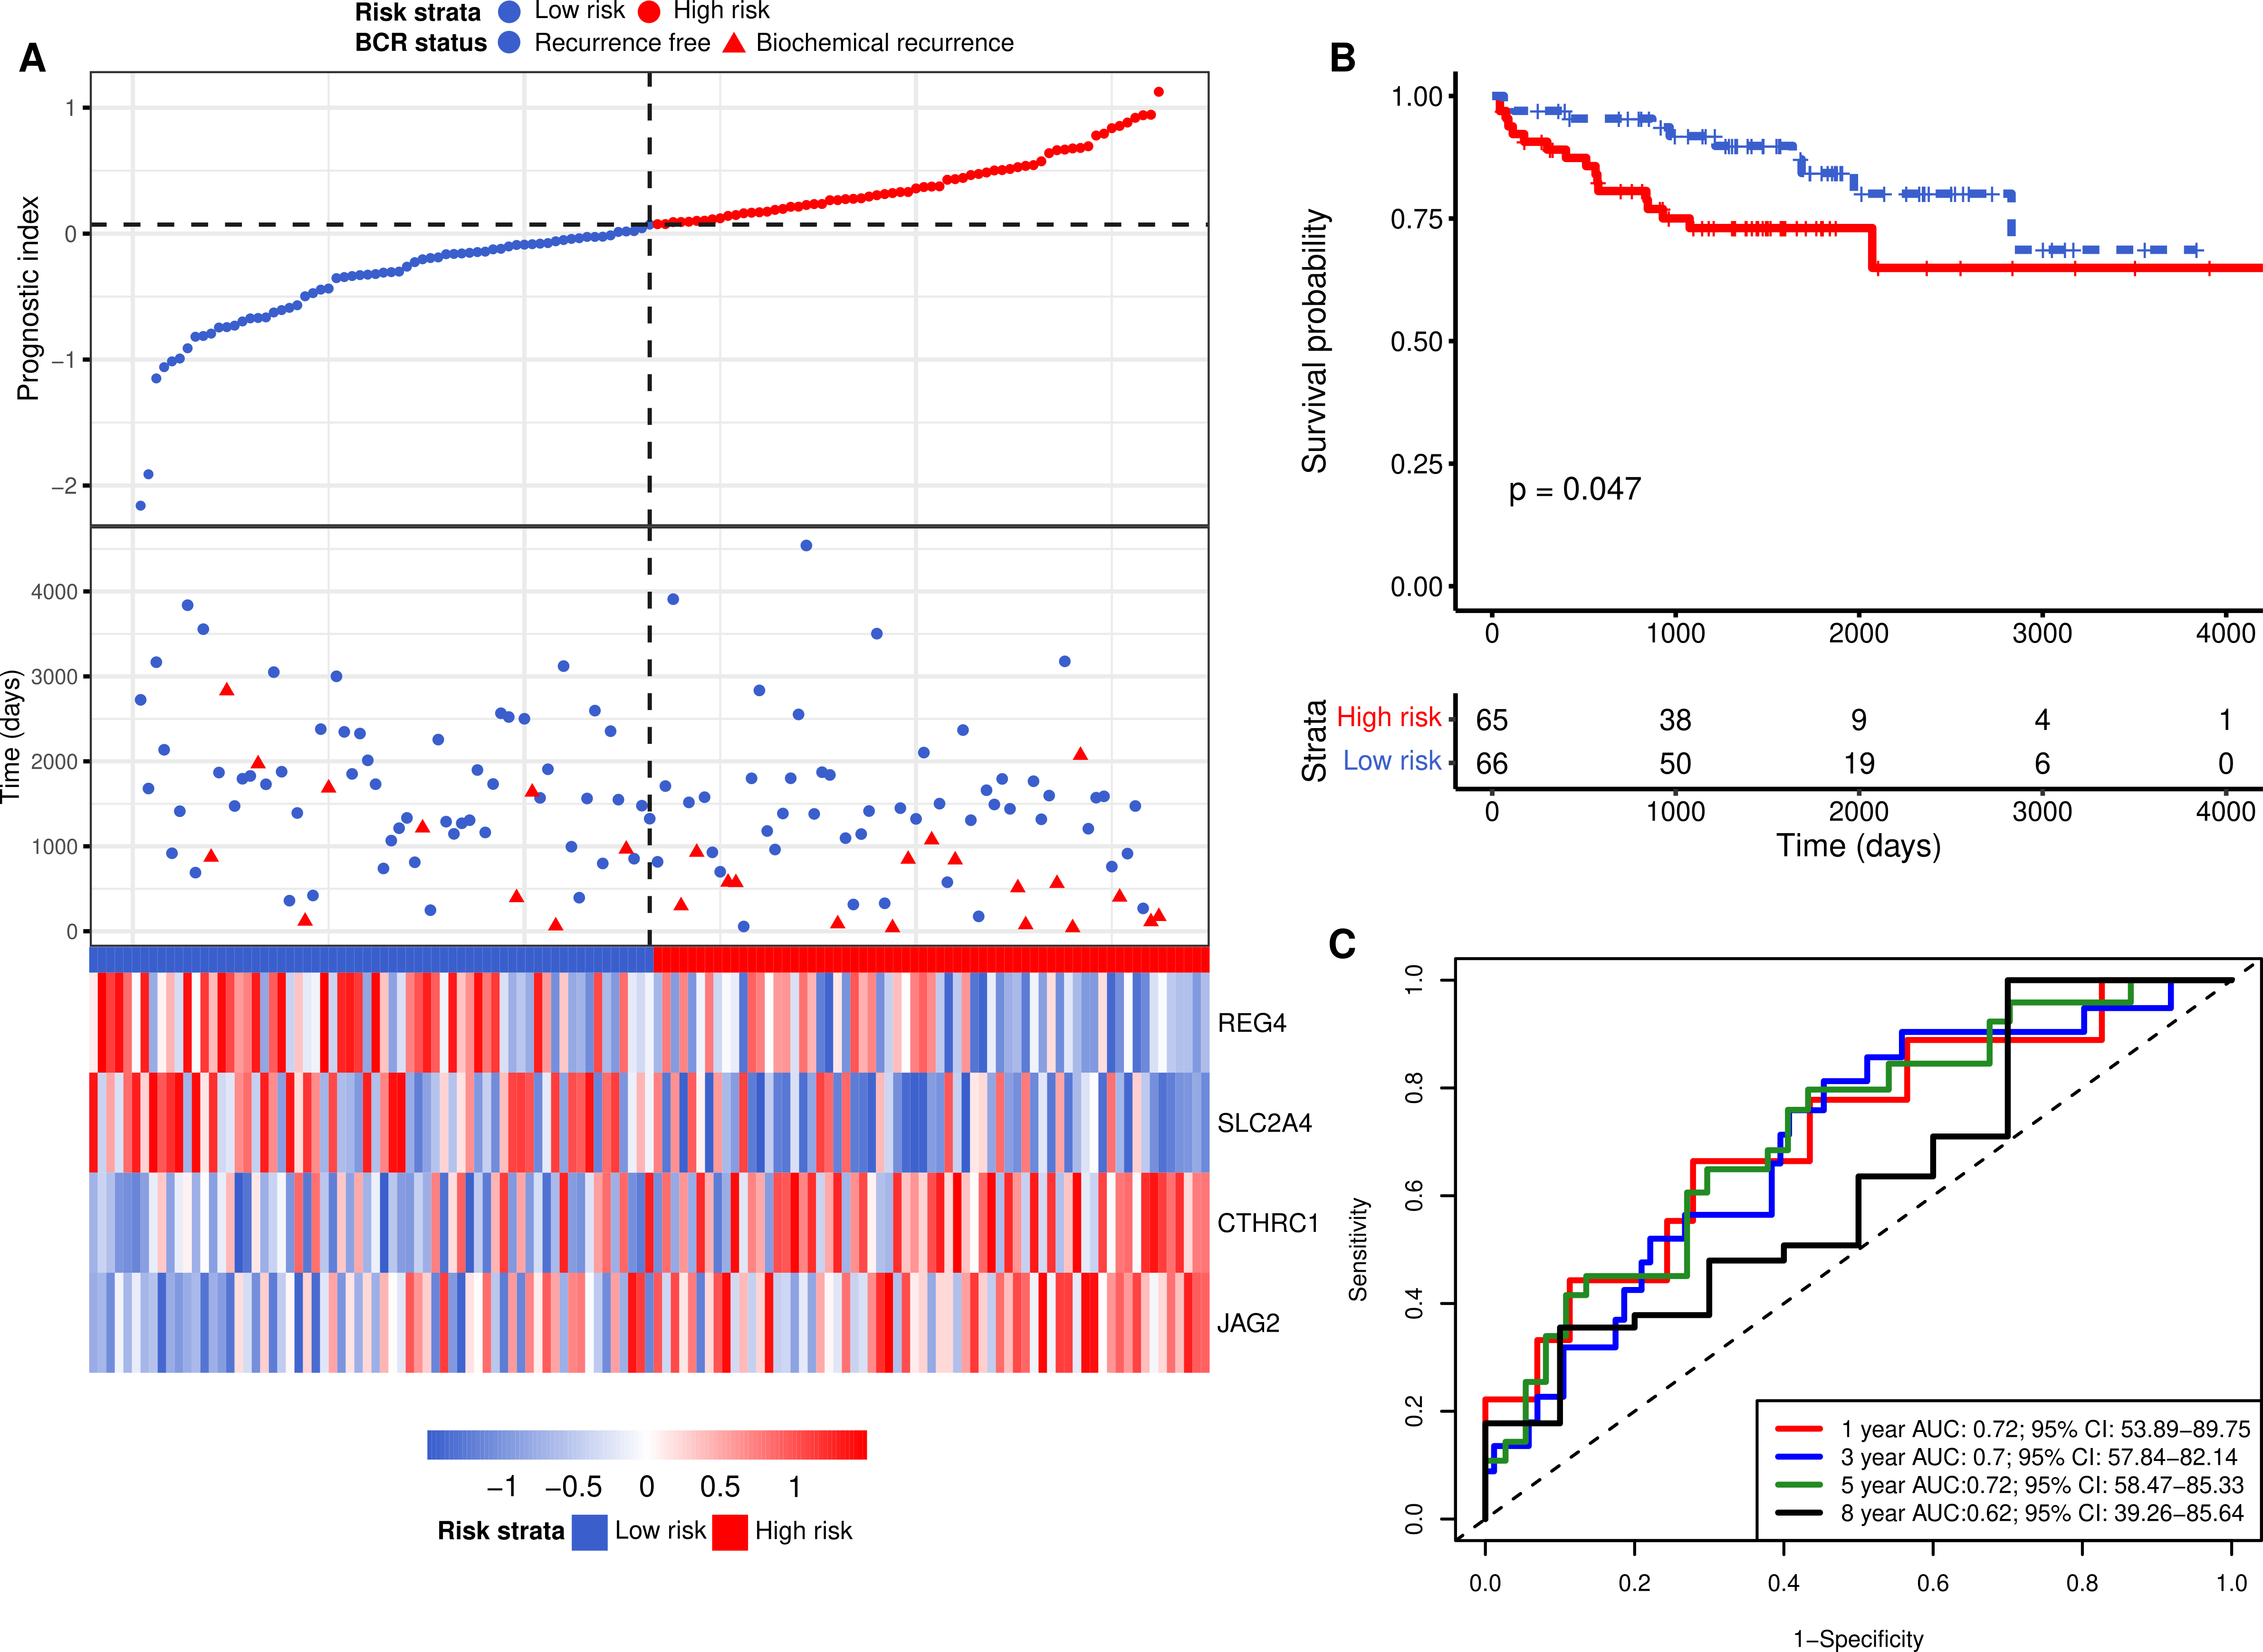 Risk strata Low risk High risk
BCR status Recurrence free Biochemical recurrence
A
Prognostic index
1
0
−1
−2
Time (days)
4000
3000
2000
1000
0
REG4
SLC2A4
CTHRC1
JAG2
−1 −0.5 0 0.5 1
Risk strata Low risk High risk
B
Survival probability
1.00
0.75
0.50
0.25
0.00
p = 0.047
0 1000 2000 3000 4000
Strata
High risk 65 38 9 4 1
Low risk 66 50 19 6 0
0 1000 2000 3000 4000
Time (days)
C
Sensitivity
1.0
0.8
0.6
0.4
0.2
0.0
1 year AUC: 0.72; 95% CI: 53.89−89.75
3 year AUC: 0.7; 95% CI: 57.84−82.14
5 year AUC:0.72; 95% CI: 58.47−85.33
8 year AUC:0.62; 95% CI: 39.26−85.64
0.0 0.2 0.4 0.6 0.8 1.0
1−Specificity